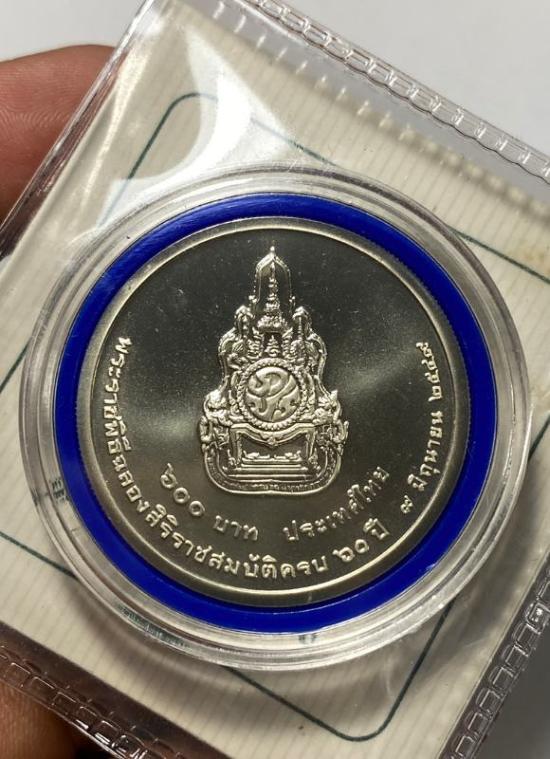 พระราชพิธีฉลองสิริราชสมบัติครบ ๖๐ ปี ๙ มิถุนายน ๒๕๔๙
๖๐๐ บาท ประเทศไทย